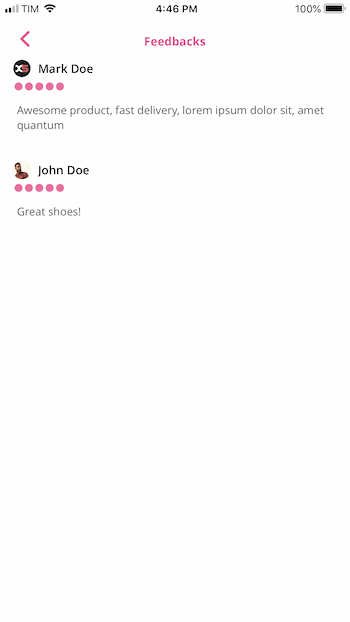 TIM 4:46 PM 100%
Feedbacks
XS Mark Doe
Awesome product, fast delivery, lorem ipsum dolor sit, amet
quantum
John Doe
Great shoes!